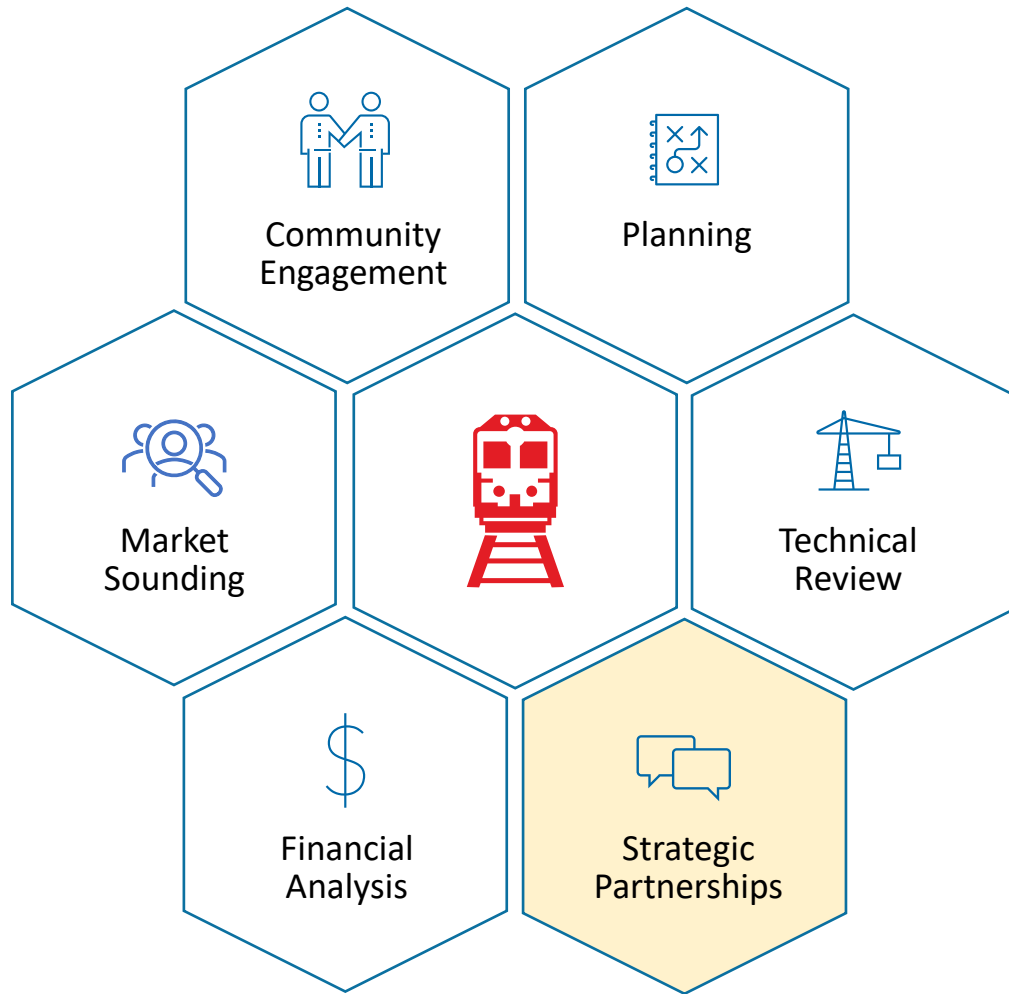 Community
Engagement
Planning
Market
Sounding
Technical
Review
Financial
Analysis
Strategic
Partnerships